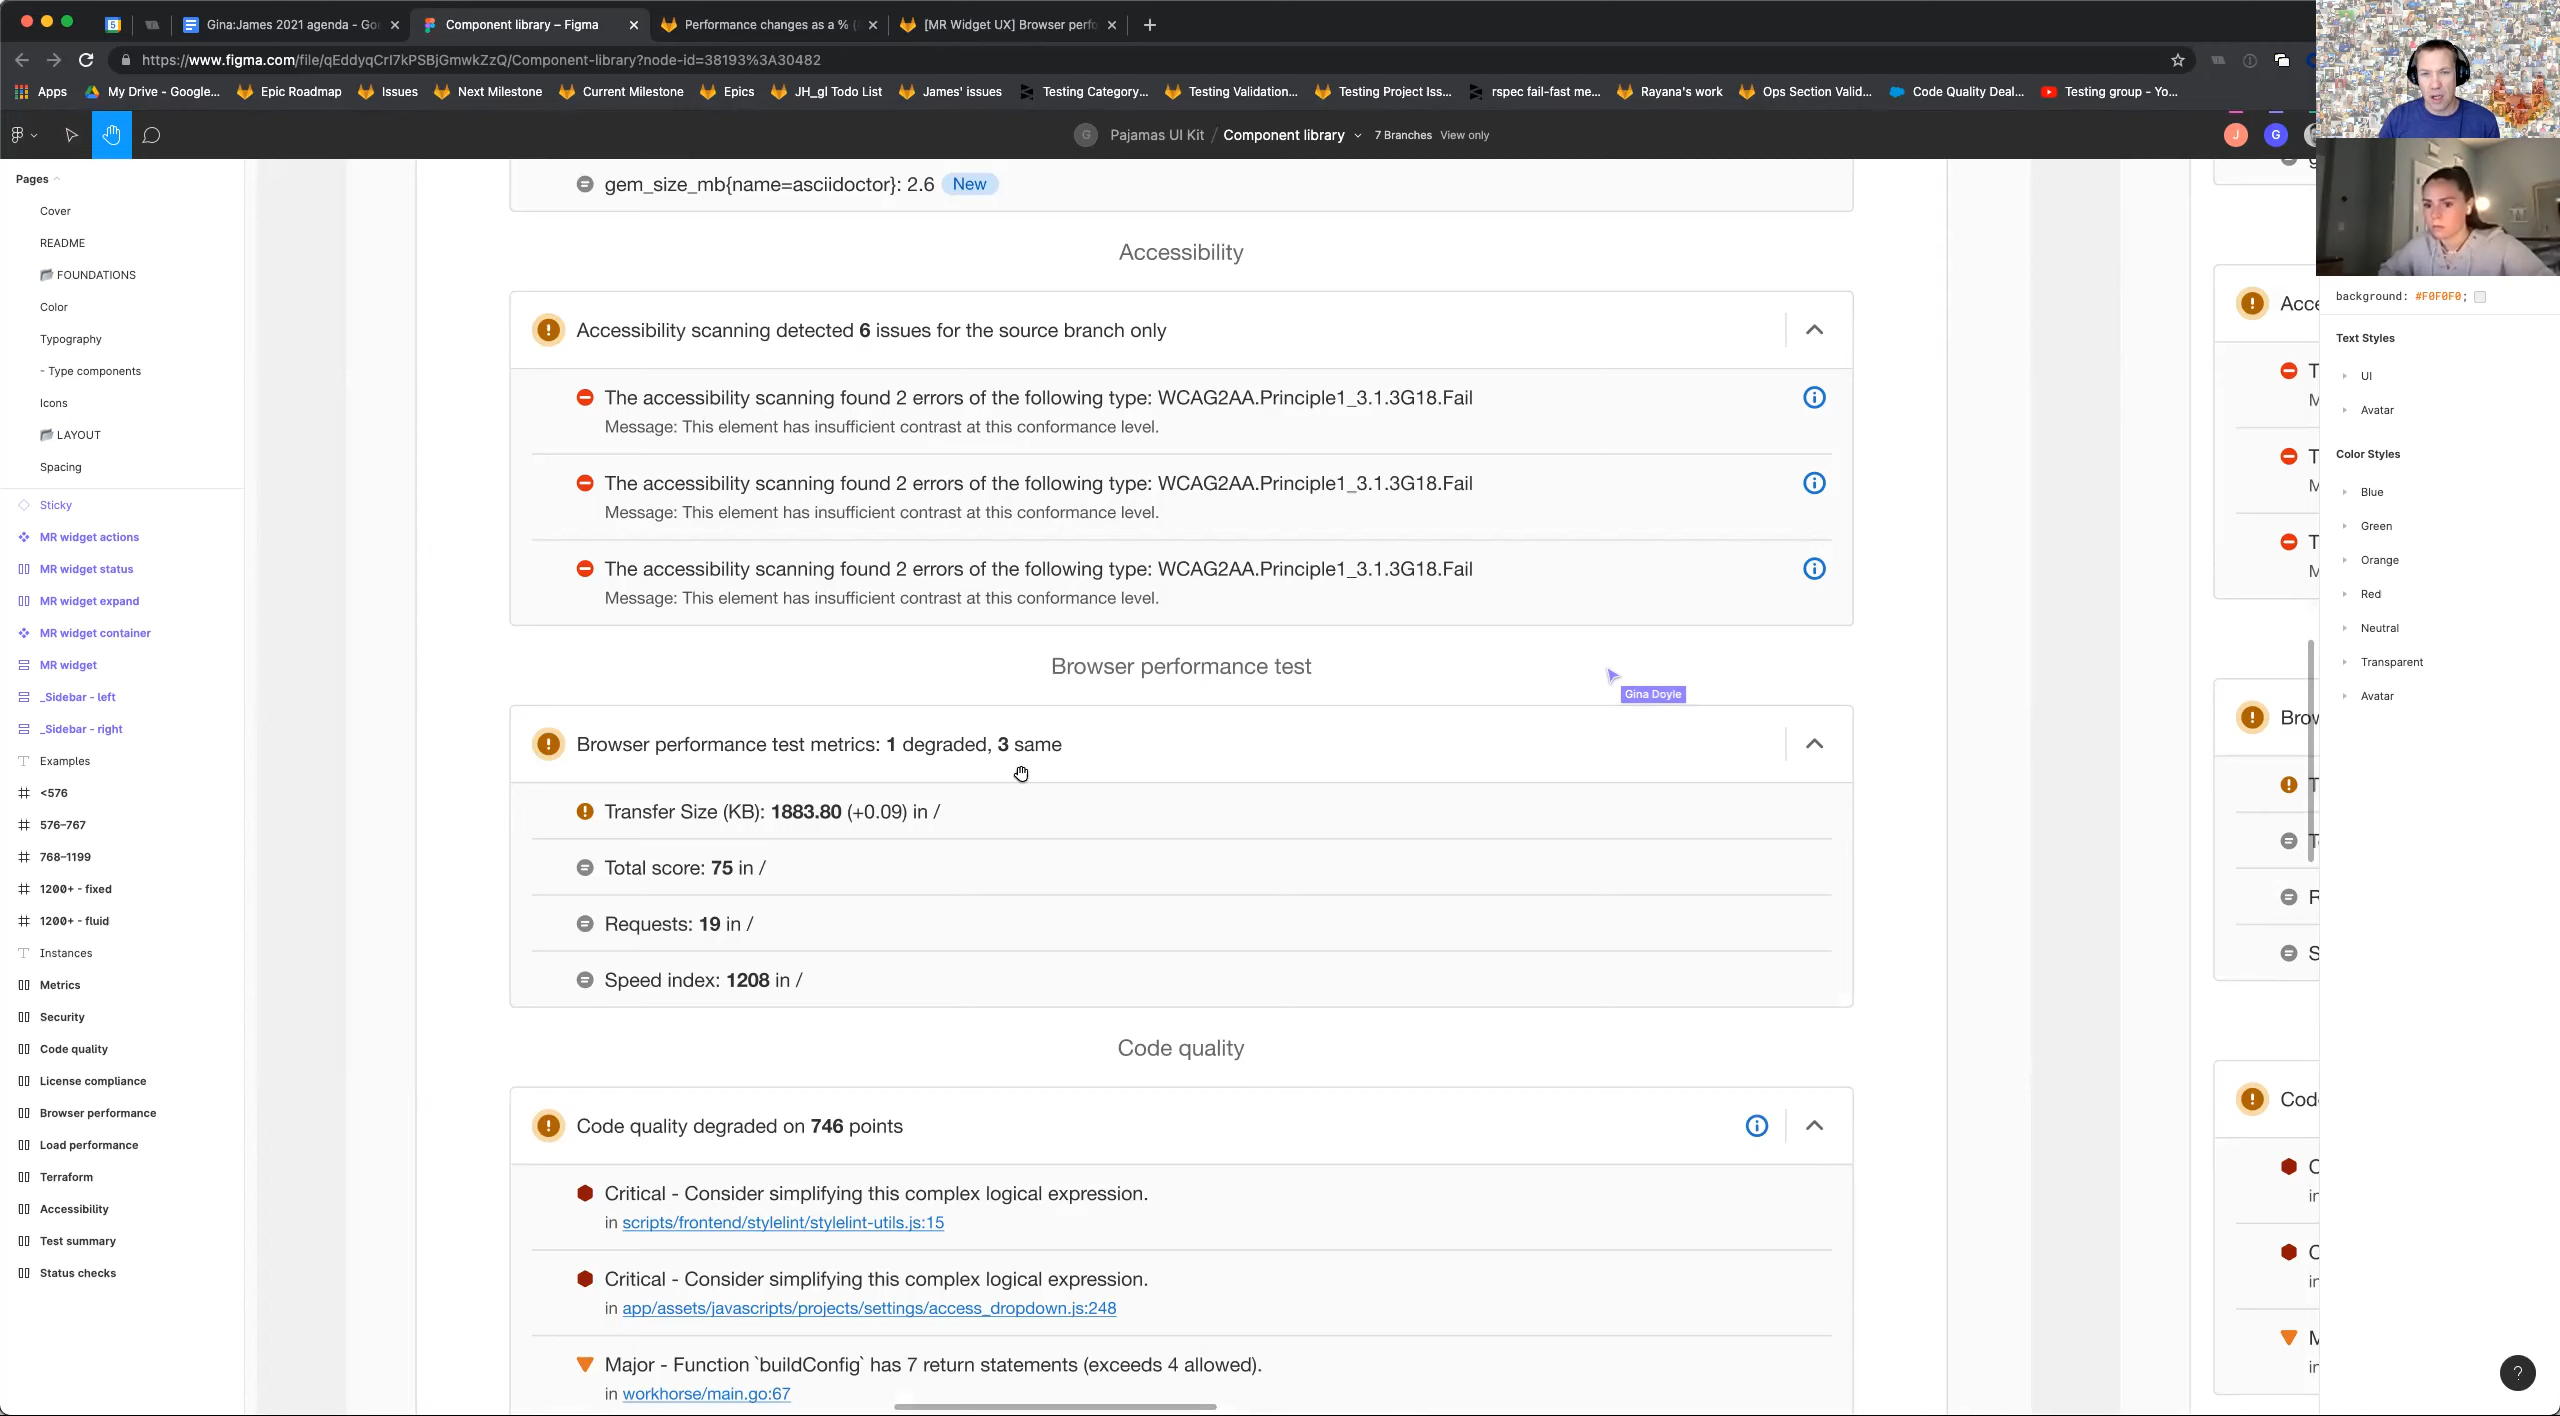 Gina:James 2021 agenda - Go
Component library – Figma
Performance changes as a % (
[MR Widget UX] Browser perfo
https://www.figma.com/file/qEddyqCrI7kPSBjGmwkZzQ/Component-library?node-id=38193%3A30482
Apps
My Drive - Google...
Epic Roadmap
Issues
Next Milestone
Current Milestone
Epics
JH_gl Todo List
James' issues
Testing Category...
Testing Validation...
Testing Project Iss...
rspec fail-fast me...
Rayana's work
Ops Section Valid...
Code Quality Deal...
Testing group - Yo...
G
Pajamas UI Kit / Component library
7 Branches
View only
J
G
Pages
Cover
README
FOUNDATIONS
Color
Typography
- Type components
Icons
LAYOUT
Spacing
Sticky
MR widget actions
MR widget status
MR widget expand
MR widget container
MR widget
_Sidebar - left
_Sidebar - right
Examples
<576
576–767
768–1199
1200+ - fixed
1200+ - fluid
Instances
Metrics
Security
Code quality
License compliance
Browser performance
Load performance
Terraform
Accessibility
Test summary
Status checks
gem_size_mb{name=asciidoctor}: 2.6 New
Accessibility
Accessibility scanning detected 6 issues for the source branch only
The accessibility scanning found 2 errors of the following type: WCAG2AA.Principle1_3.1.3G18.Fail
Message: This element has insufficient contrast at this conformance level.
The accessibility scanning found 2 errors of the following type: WCAG2AA.Principle1_3.1.3G18.Fail
Message: This element has insufficient contrast at this conformance level.
The accessibility scanning found 2 errors of the following type: WCAG2AA.Principle1_3.1.3G18.Fail
Message: This element has insufficient contrast at this conformance level.
Browser performance test
Gina Doyle
Browser performance test metrics: 1 degraded, 3 same
Transfer Size (KB): 1883.80 (+0.09) in /
Total score: 75 in /
Requests: 19 in /
Speed index: 1208 in /
Code quality
Code quality degraded on 746 points
Critical - Consider simplifying this complex logical expression.
in scripts/frontend/stylelint/stylelint-utils.js:15
Critical - Consider simplifying this complex logical expression.
in app/assets/javascripts/projects/settings/access_dropdown.js:248
Major - Function `buildConfig` has 7 return statements (exceeds 4 allowed).
in workhorse/main.go:67
Acce
T
M
T
M
T
M
Brow
T
R
S
Code
C
in
C
in
M
in
background: #F0F0F0;
Text Styles
UI
Avatar
Color Styles
Blue
Green
Orange
Red
Neutral
Transparent
Avatar
?